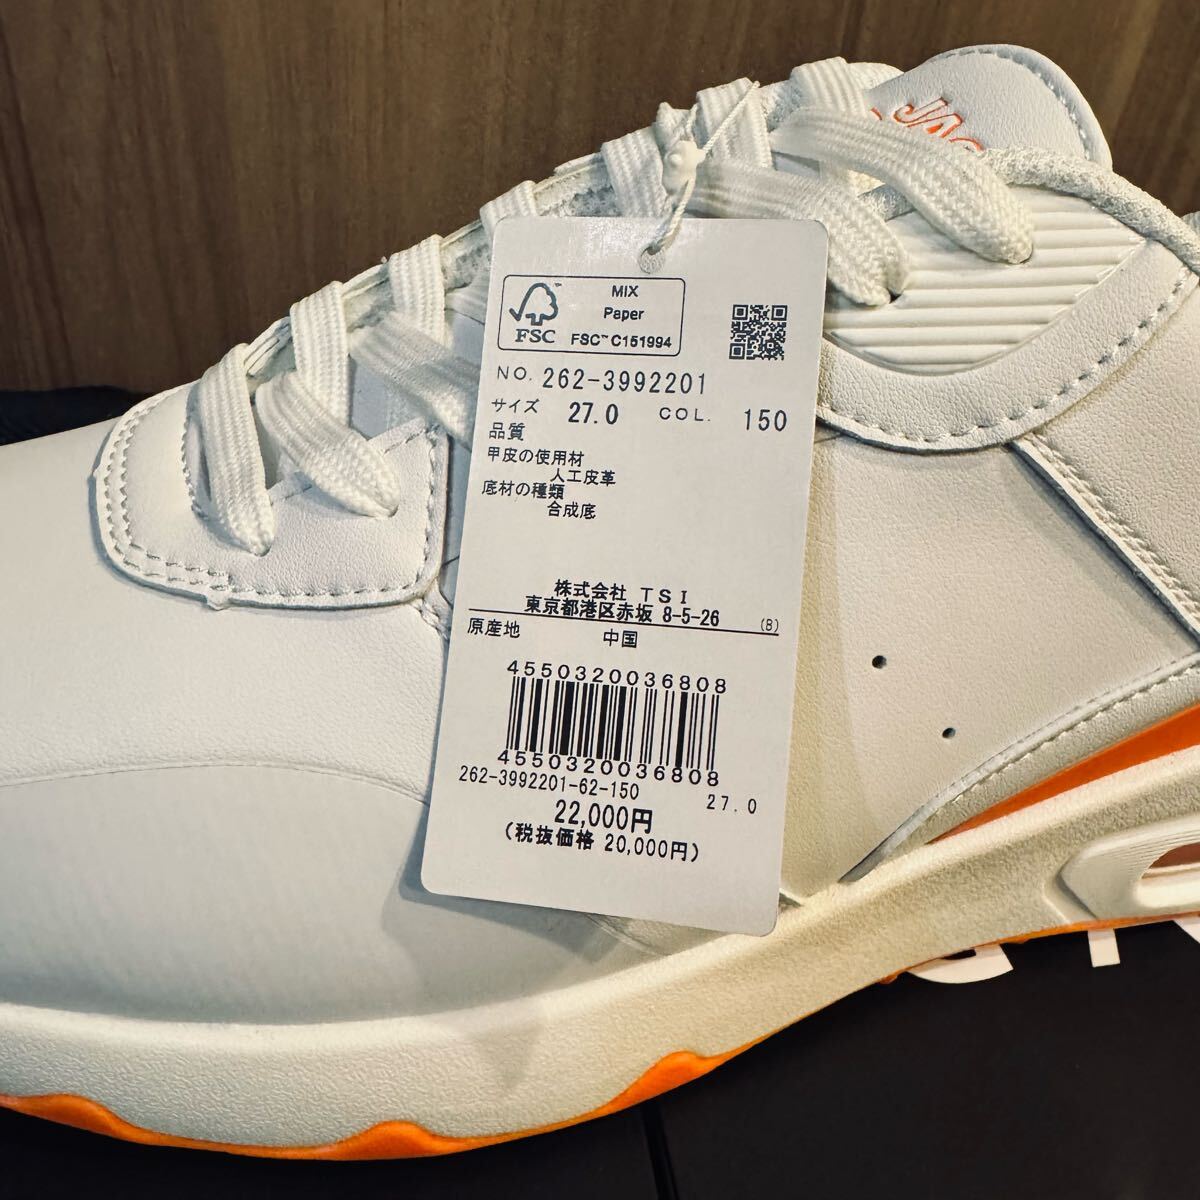 JAC
MIX
Paper
FSC™ C151994
FSC
NO. 262-3992201
サイズ 27.0 COL. 150
品質
甲皮の使用材
人工皮革
底材の種類
合成底
株式会社 TSI
東京都港区赤坂 8-5-26 (8)
原産地 中国
4550320036808
4550320036808
262-3992201-62-150 27.0
22,000円
(税抜価格 20,000円)